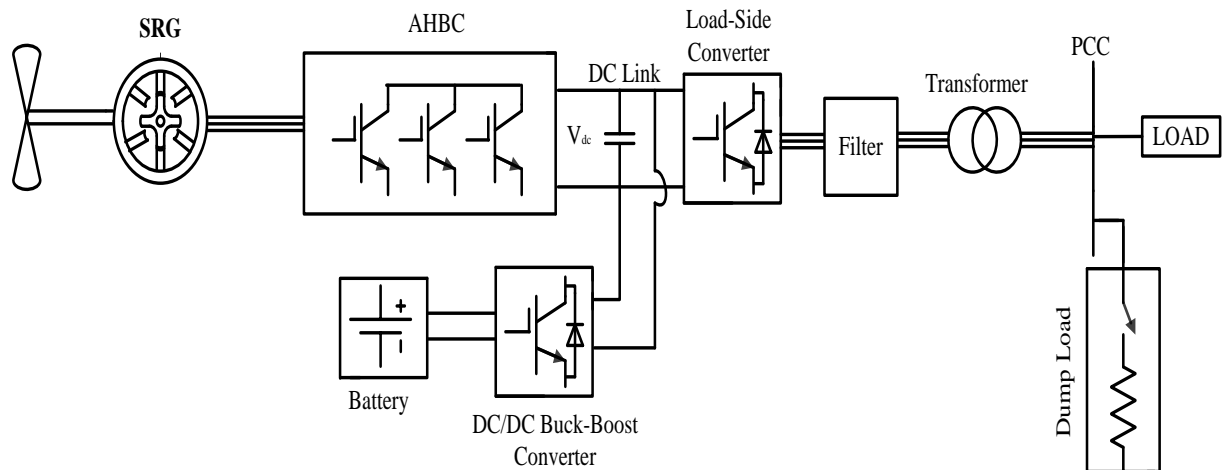 SRG
AHBC
Load-Side
Converter
DC Link
V_dc
Filter
Transformer
PCC
LOAD
+
Battery
DC/DC Buck-Boost
Converter
Dump Load